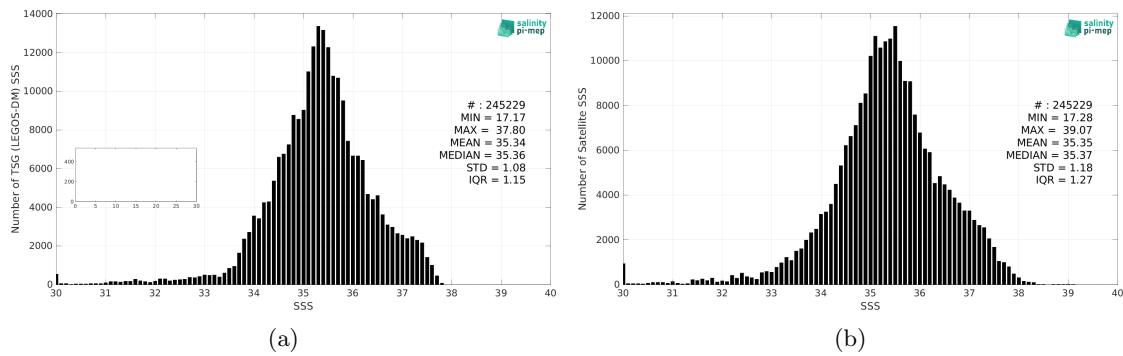 14000
12000
10000
8000
6000
4000
2000
0
Number of TSG (LEGOS-DM) SSS
salinity
pi-mep
# : 245229
MIN = 17.17
MAX = 37.80
MEAN = 35.34
MEDIAN = 35.36
STD = 1.08
IQR = 1.15
400
200
0
0 5 10 15 20 25 30
30 31 32 33 34 35 36 37 38 39 40
SSS
(a)
12000
10000
8000
6000
4000
2000
0
Number of Satellite SSS
salinity
pi-mep
# : 245229
MIN = 17.28
MAX = 39.07
MEAN = 35.35
MEDIAN = 35.37
STD = 1.18
IQR = 1.27
30 31 32 33 34 35 36 37 38 39 40
SSS
(b)